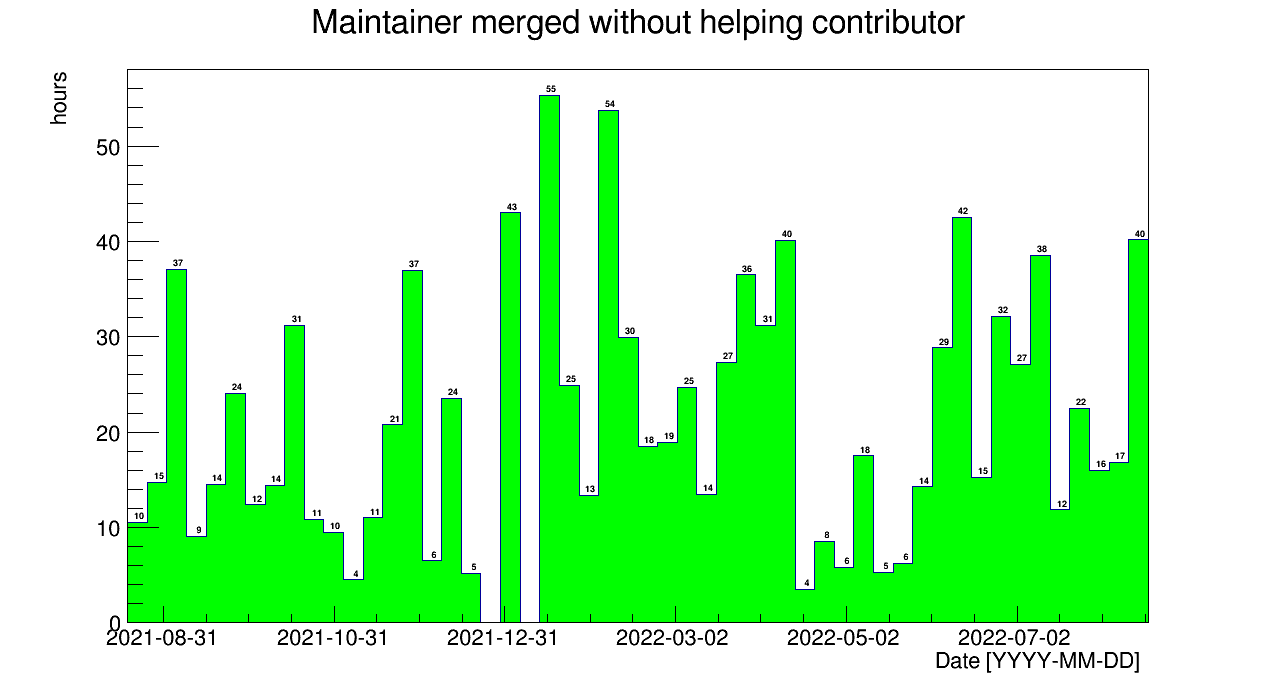 Maintainer merged without helping contributor
hours
50
40
30
20
10
0
10 15 37 9 14 24 12 14 31 11 10 4 11 21 37 6 24 5 43 55 25 13 54 30 18 19 25 14 27 36 31 40 4 8 6 18 5 6 14 29 42 15 32 27 38 12 22 16 17 40
2021-08-31 2021-10-31 2021-12-31 2022-03-02 2022-05-02 2022-07-02
Date [YYYY-MM-DD]